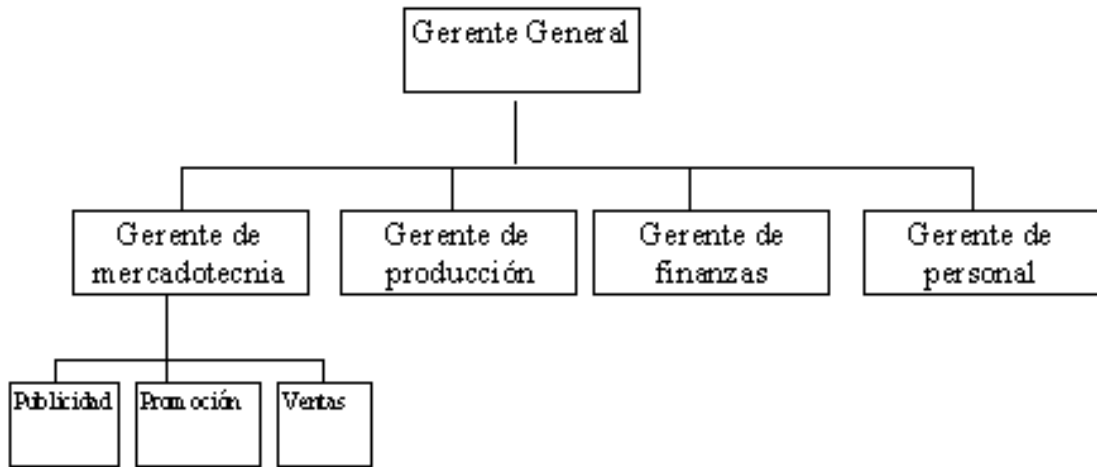 Gerente General
Gerente de
mercadotecnia
Gerente de
producción
Gerente de
finanzas
Gerente de
personal
Publicidad
Promoción
Ventas